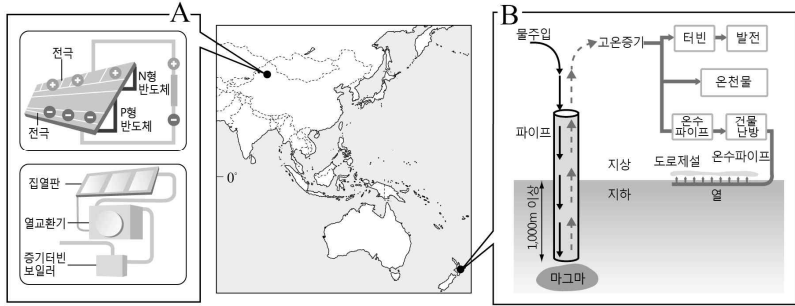 A
전극
N형
반도체
P형
반도체
전극
집열판
열교환기
증기터빈
보일러
0°
B
물주입
고온증기
터빈
발전
온천물
온수
파이프
건물
난방
파이프
지상
도로제설
온수파이프
지하
열
1,000m 이상
마그마